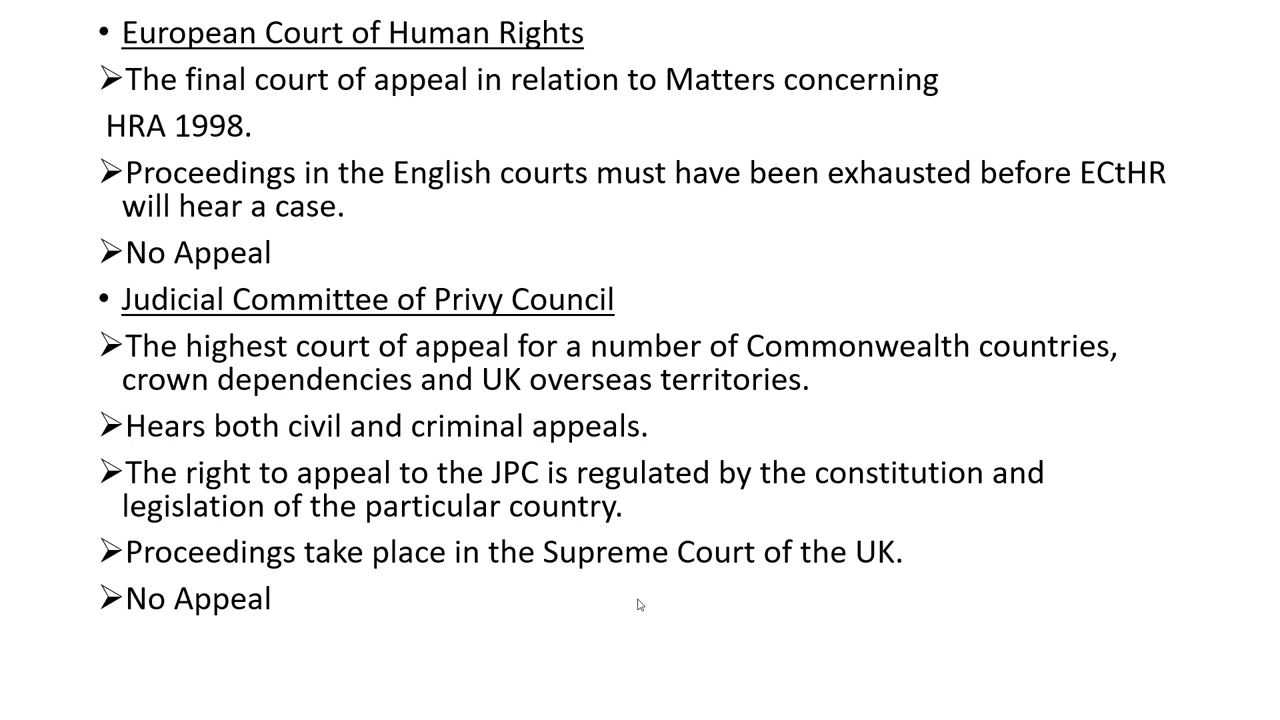 • European Court of Human Rights
➢The final court of appeal in relation to Matters concerning
HRA 1998.
➢Proceedings in the English courts must have been exhausted before ECtHR
will hear a case.
➢No Appeal
• Judicial Committee of Privy Council
➢The highest court of appeal for a number of Commonwealth countries,
crown dependencies and UK overseas territories.
➢Hears both civil and criminal appeals.
➢The right to appeal to the JPC is regulated by the constitution and
legislation of the particular country.
➢Proceedings take place in the Supreme Court of the UK.
➢No Appeal